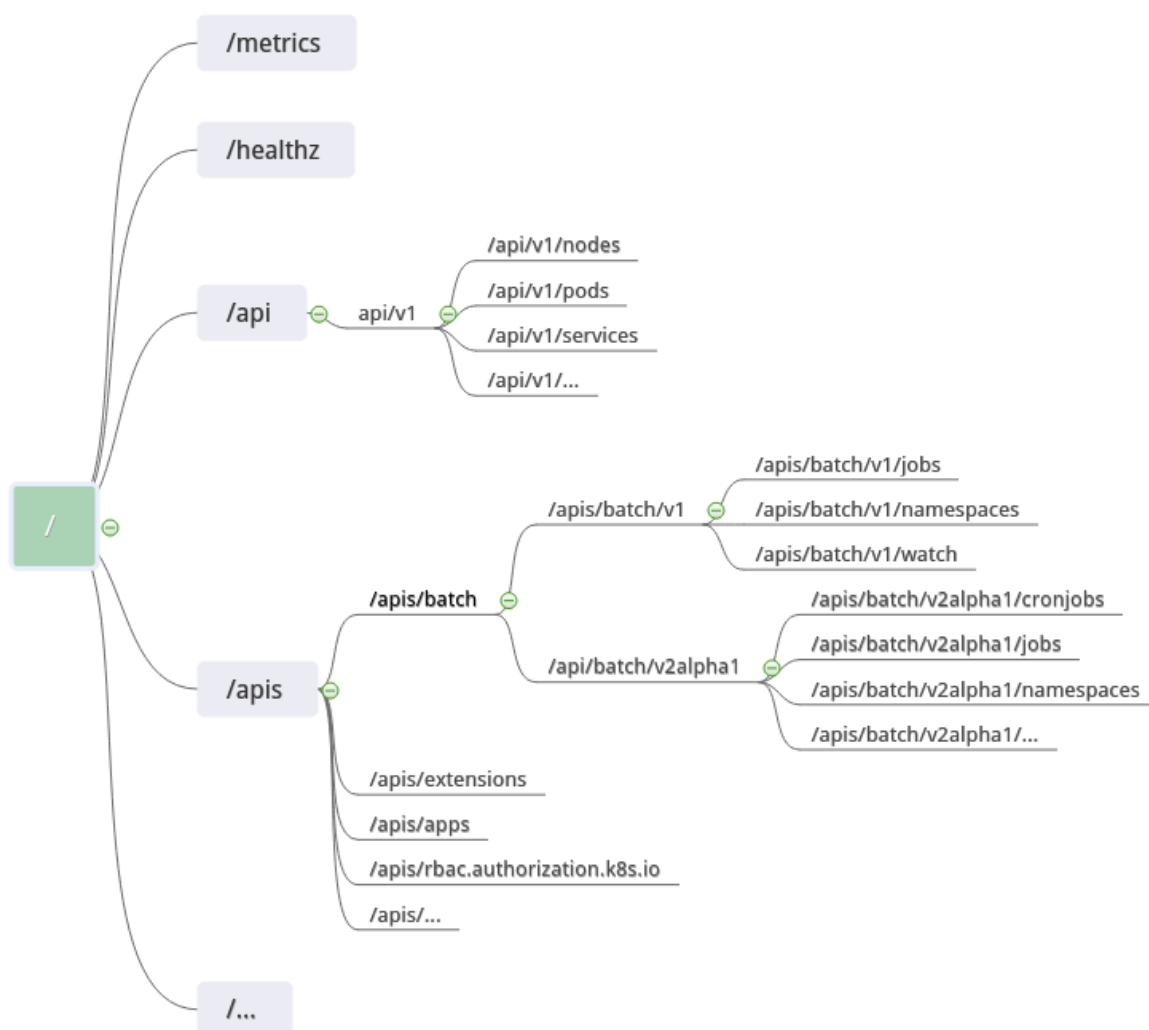 /metrics
/healthz
/api/v1/nodes
/api/v1/pods
/api
api/v1
/api/v1/services
/api/v1/...
/apis/batch/v1/jobs
/apis/batch/v1
/apis/batch/v1/namespaces
/
/apis/batch/v1/watch
/apis/batch
/apis/batch/v2alpha1/cronjobs
/apis/batch/v2alpha1/jobs
/api/batch/v2alpha1
/apis
/apis/batch/v2alpha1/namespaces
/apis/batch/v2alpha1/...
/apis/extensions
/apis/apps
/apis/rbac.authorization.k8s.io
/apis/...
/...